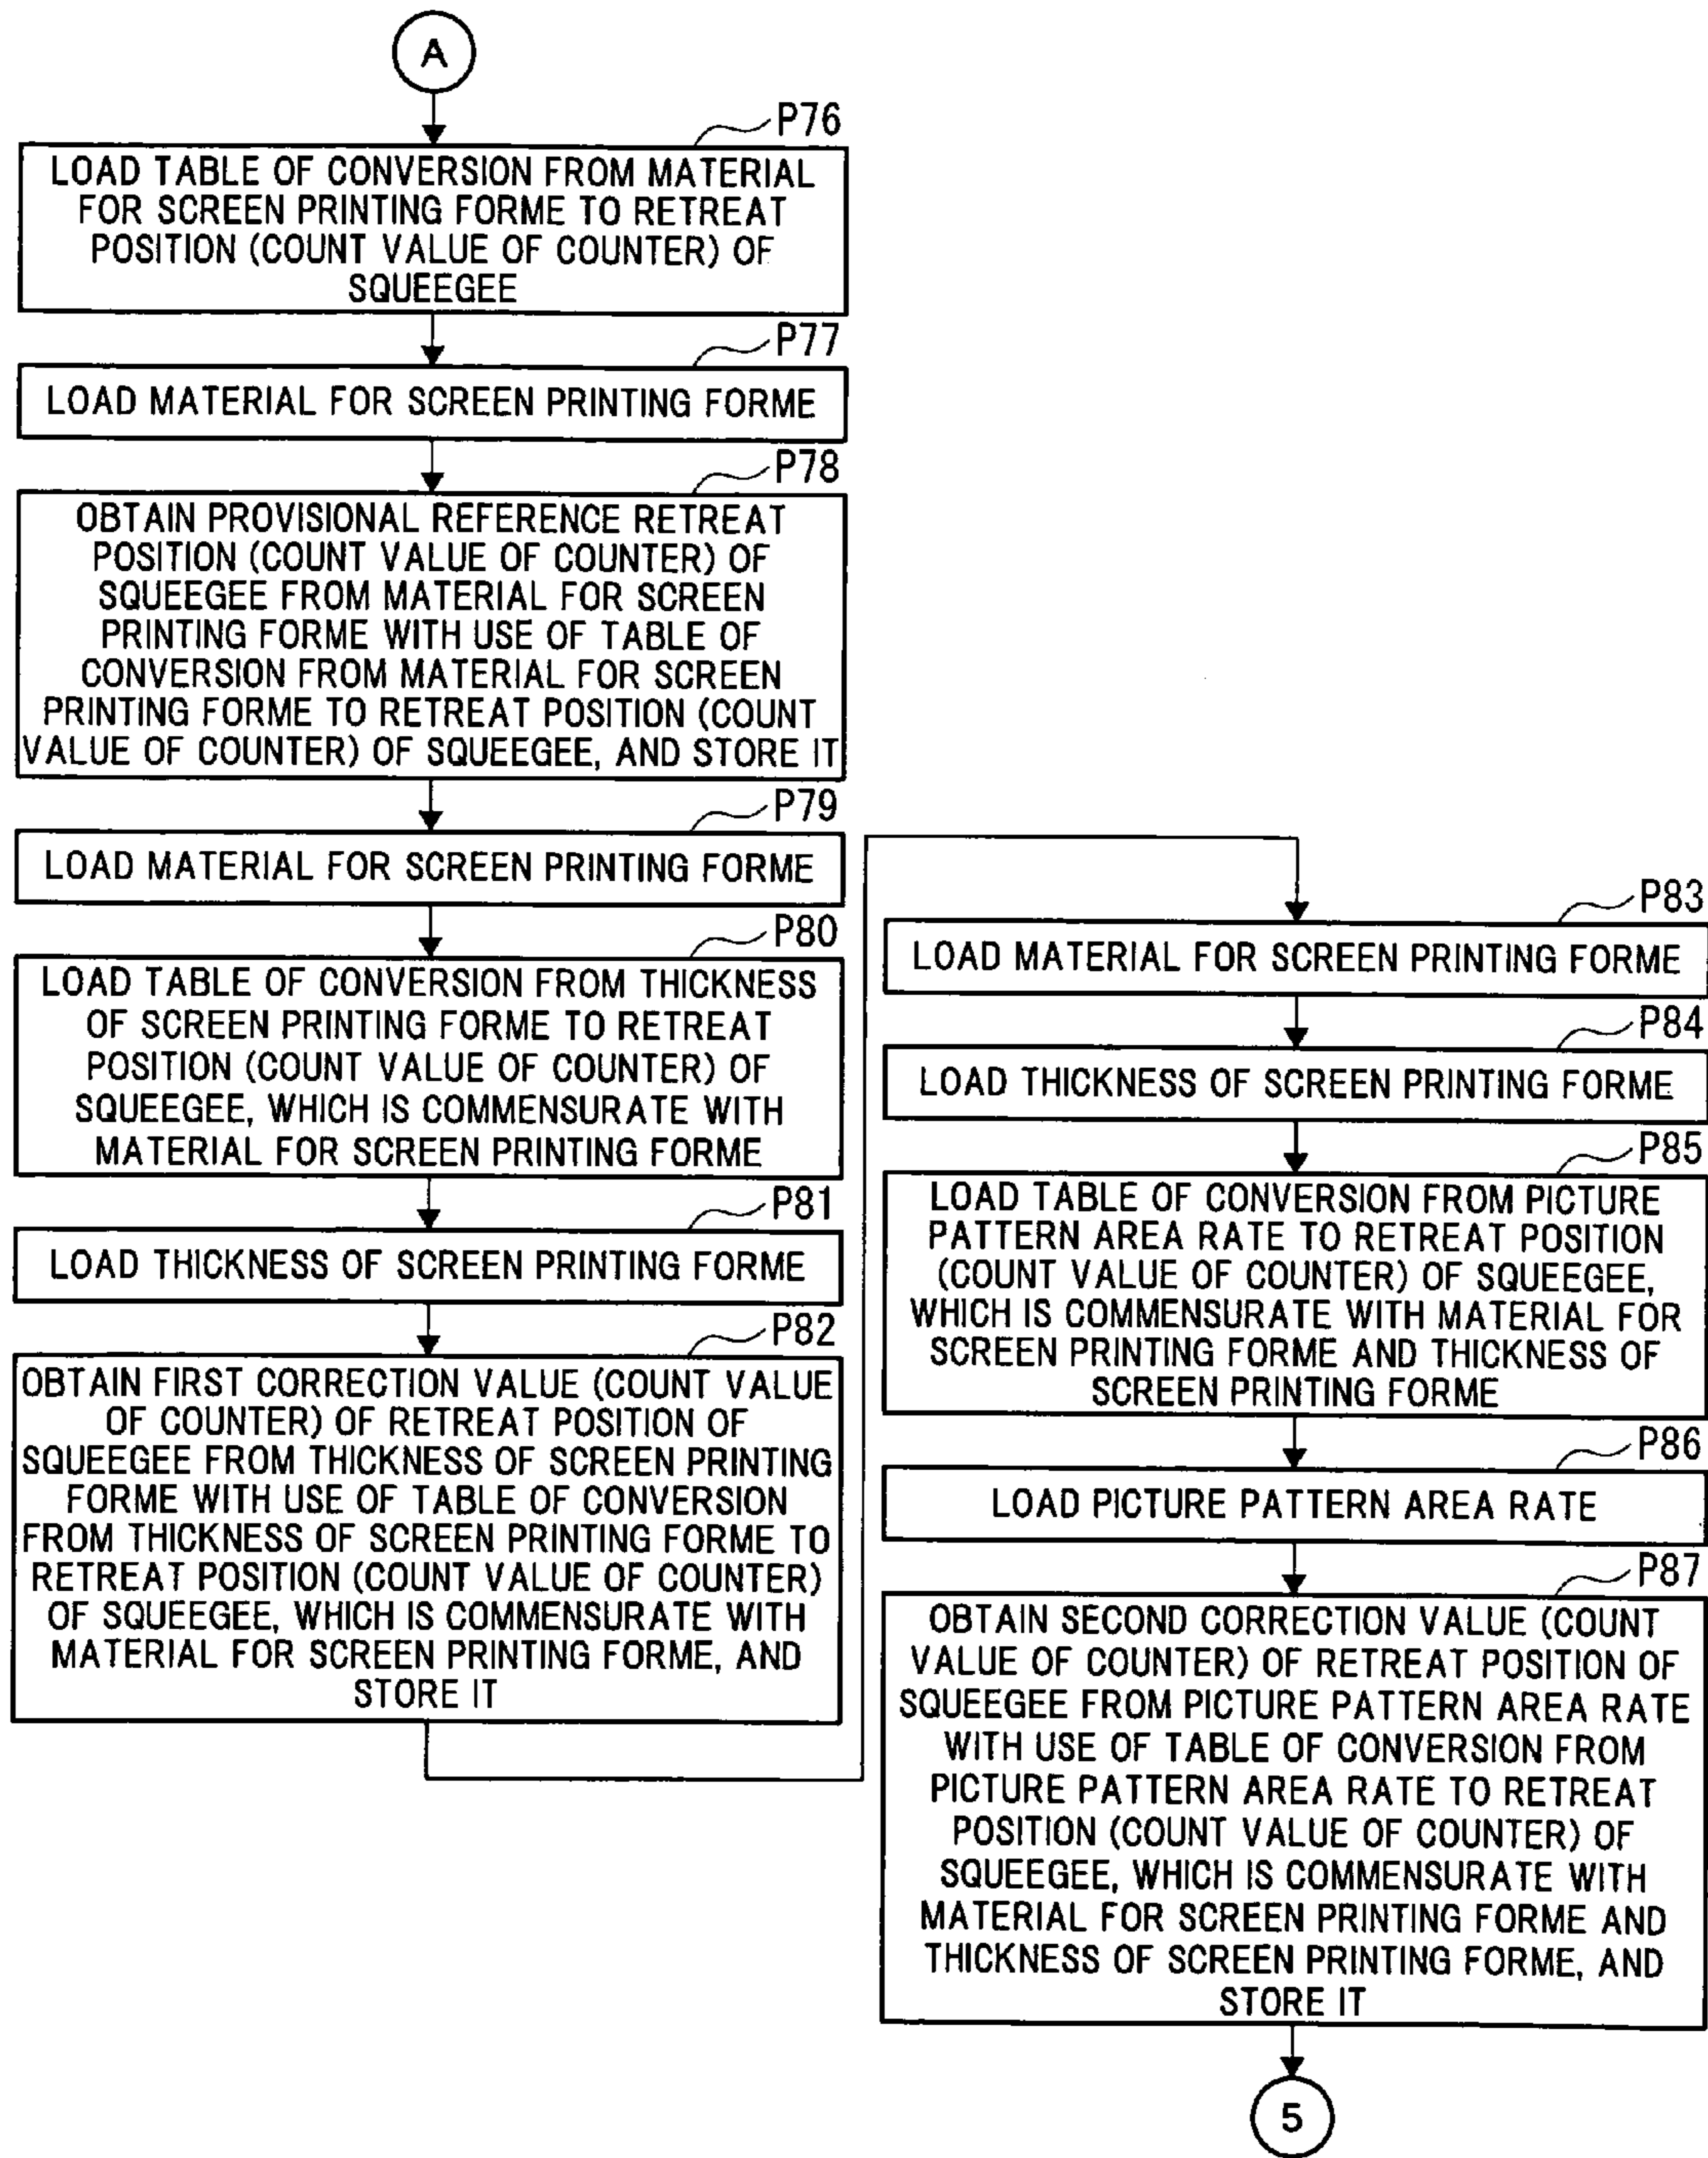 A
P76
LOAD TABLE OF CONVERSION FROM MATERIAL
FOR SCREEN PRINTING FORME TO RETREAT
POSITION (COUNT VALUE OF COUNTER) OF
SQUEEGEE
P77
LOAD MATERIAL FOR SCREEN PRINTING FORME
P78
OBTAIN PROVISIONAL REFERENCE RETREAT
POSITION (COUNT VALUE OF COUNTER) OF
SQUEEGEE FROM MATERIAL FOR SCREEN
PRINTING FORME WITH USE OF TABLE OF
CONVERSION FROM MATERIAL FOR SCREEN
PRINTING FORME TO RETREAT POSITION (COUNT
VALUE OF COUNTER) OF SQUEEGEE, AND STORE IT
P79
LOAD MATERIAL FOR SCREEN PRINTING FORME
P80
LOAD TABLE OF CONVERSION FROM THICKNESS
OF SCREEN PRINTING FORME TO RETREAT
POSITION (COUNT VALUE OF COUNTER) OF
SQUEEGEE, WHICH IS COMMENSURATE WITH
MATERIAL FOR SCREEN PRINTING FORME
P81
LOAD THICKNESS OF SCREEN PRINTING FORME
P82
OBTAIN FIRST CORRECTION VALUE (COUNT VALUE
OF COUNTER) OF RETREAT POSITION OF
SQUEEGEE FROM THICKNESS OF SCREEN PRINTING
FORME WITH USE OF TABLE OF CONVERSION
FROM THICKNESS OF SCREEN PRINTING FORME TO
RETREAT POSITION (COUNT VALUE OF COUNTER)
OF SQUEEGEE, WHICH IS COMMENSURATE WITH
MATERIAL FOR SCREEN PRINTING FORME, AND
STORE IT
P83
LOAD MATERIAL FOR SCREEN PRINTING FORME
P84
LOAD THICKNESS OF SCREEN PRINTING FORME
P85
LOAD TABLE OF CONVERSION FROM PICTURE
PATTERN AREA RATE TO RETREAT POSITION
(COUNT VALUE OF COUNTER) OF SQUEEGEE,
WHICH IS COMMENSURATE WITH MATERIAL FOR
SCREEN PRINTING FORME AND THICKNESS OF
SCREEN PRINTING FORME
P86
LOAD PICTURE PATTERN AREA RATE
P87
OBTAIN SECOND CORRECTION VALUE (COUNT
VALUE OF COUNTER) OF RETREAT POSITION OF
SQUEEGEE FROM PICTURE PATTERN AREA RATE
WITH USE OF TABLE OF CONVERSION FROM
PICTURE PATTERN AREA RATE TO RETREAT
POSITION (COUNT VALUE OF COUNTER) OF
SQUEEGEE, WHICH IS COMMENSURATE WITH
MATERIAL FOR SCREEN PRINTING FORME AND
THICKNESS OF SCREEN PRINTING FORME, AND
STORE IT
5